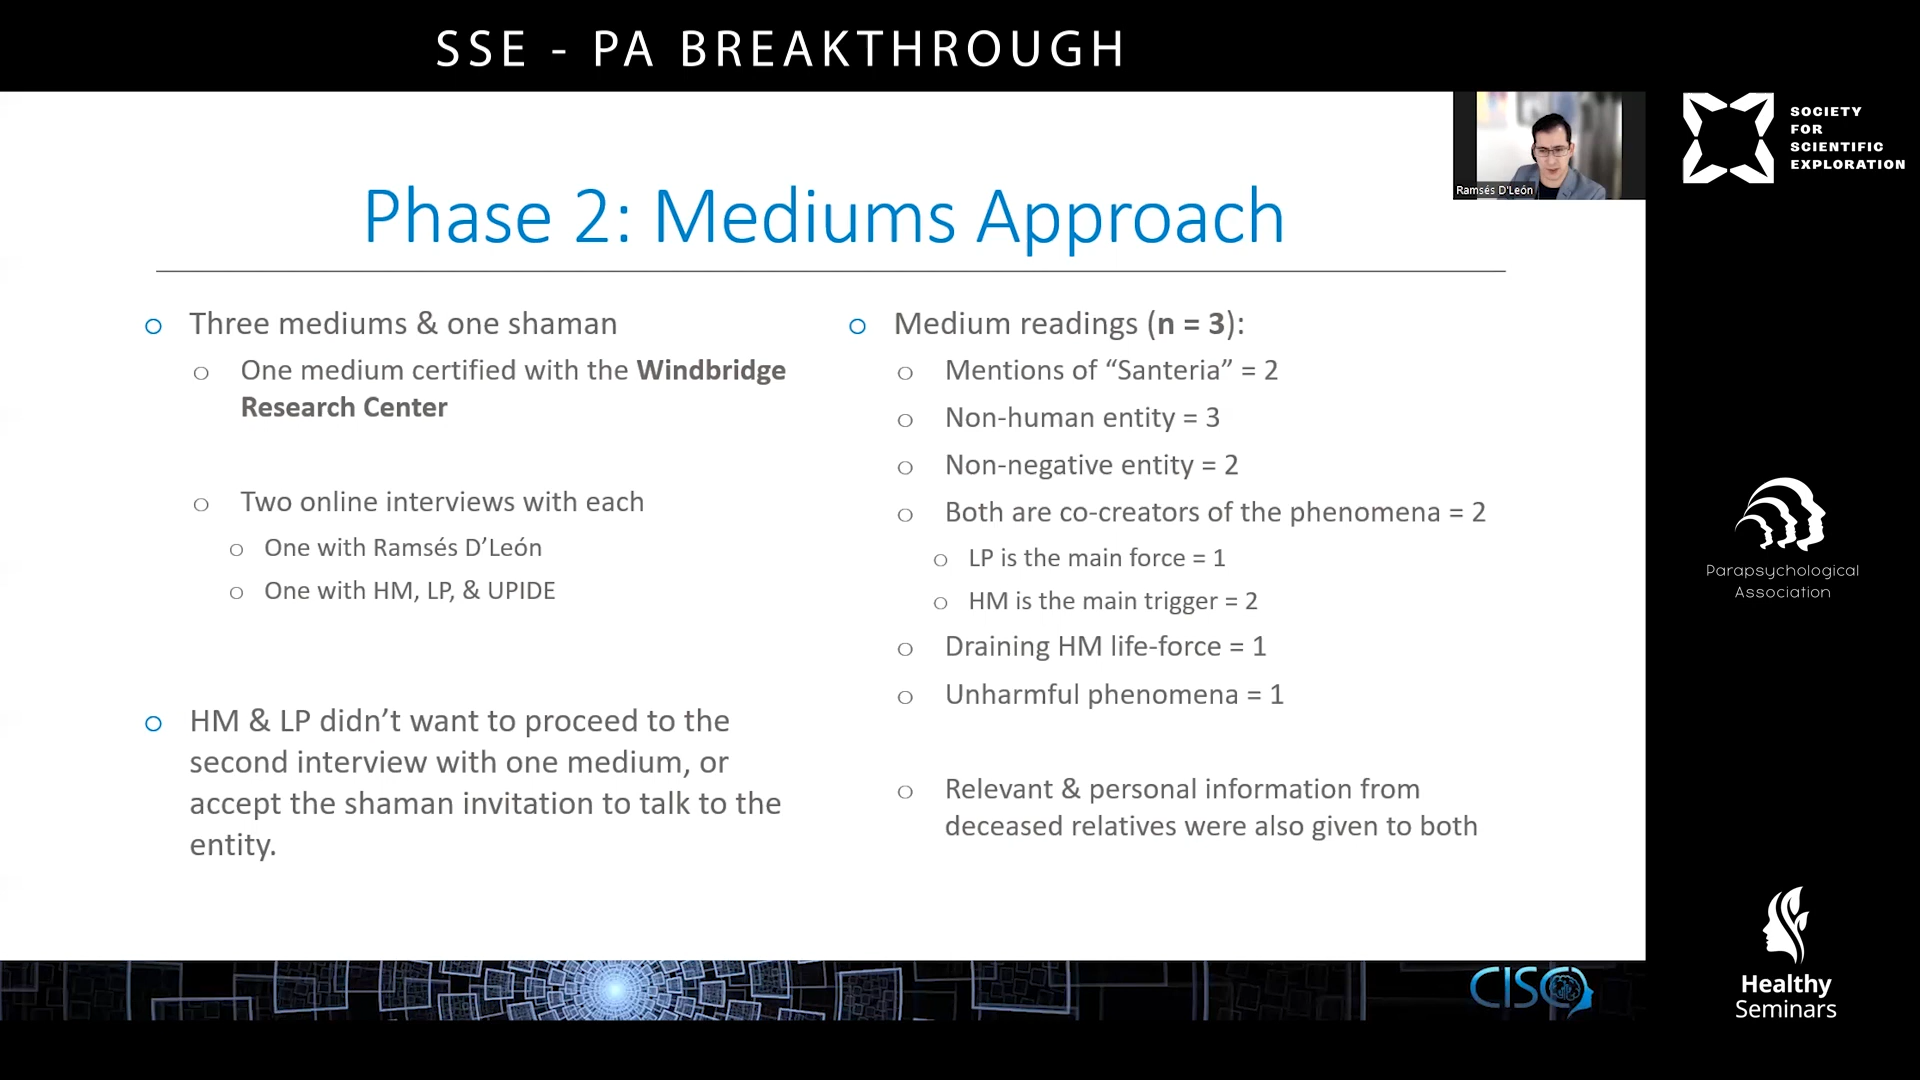 SSE - PA BREAKTHROUGH
Ramsés D'León
SOCIETY
FOR
SCIENTIFIC
EXPLORATION
Phase 2: Mediums Approach
o Three mediums & one shaman
o One medium certified with the Windbridge
Research Center
o Two online interviews with each
o One with Ramsés D’León
o One with HM, LP, & UPIDE
o HM & LP didn’t want to proceed to the
second interview with one medium, or
accept the shaman invitation to talk to the
entity.
o Medium readings (n = 3):
o Mentions of “Santeria” = 2
o Non-human entity = 3
o Non-negative entity = 2
o Both are co-creators of the phenomena = 2
o LP is the main force = 1
o HM is the main trigger = 2
o Draining HM life-force = 1
o Unharmful phenomena = 1
o Relevant & personal information from
deceased relatives were also given to both
Parapsychological
Association
CISC
Healthy
Seminars